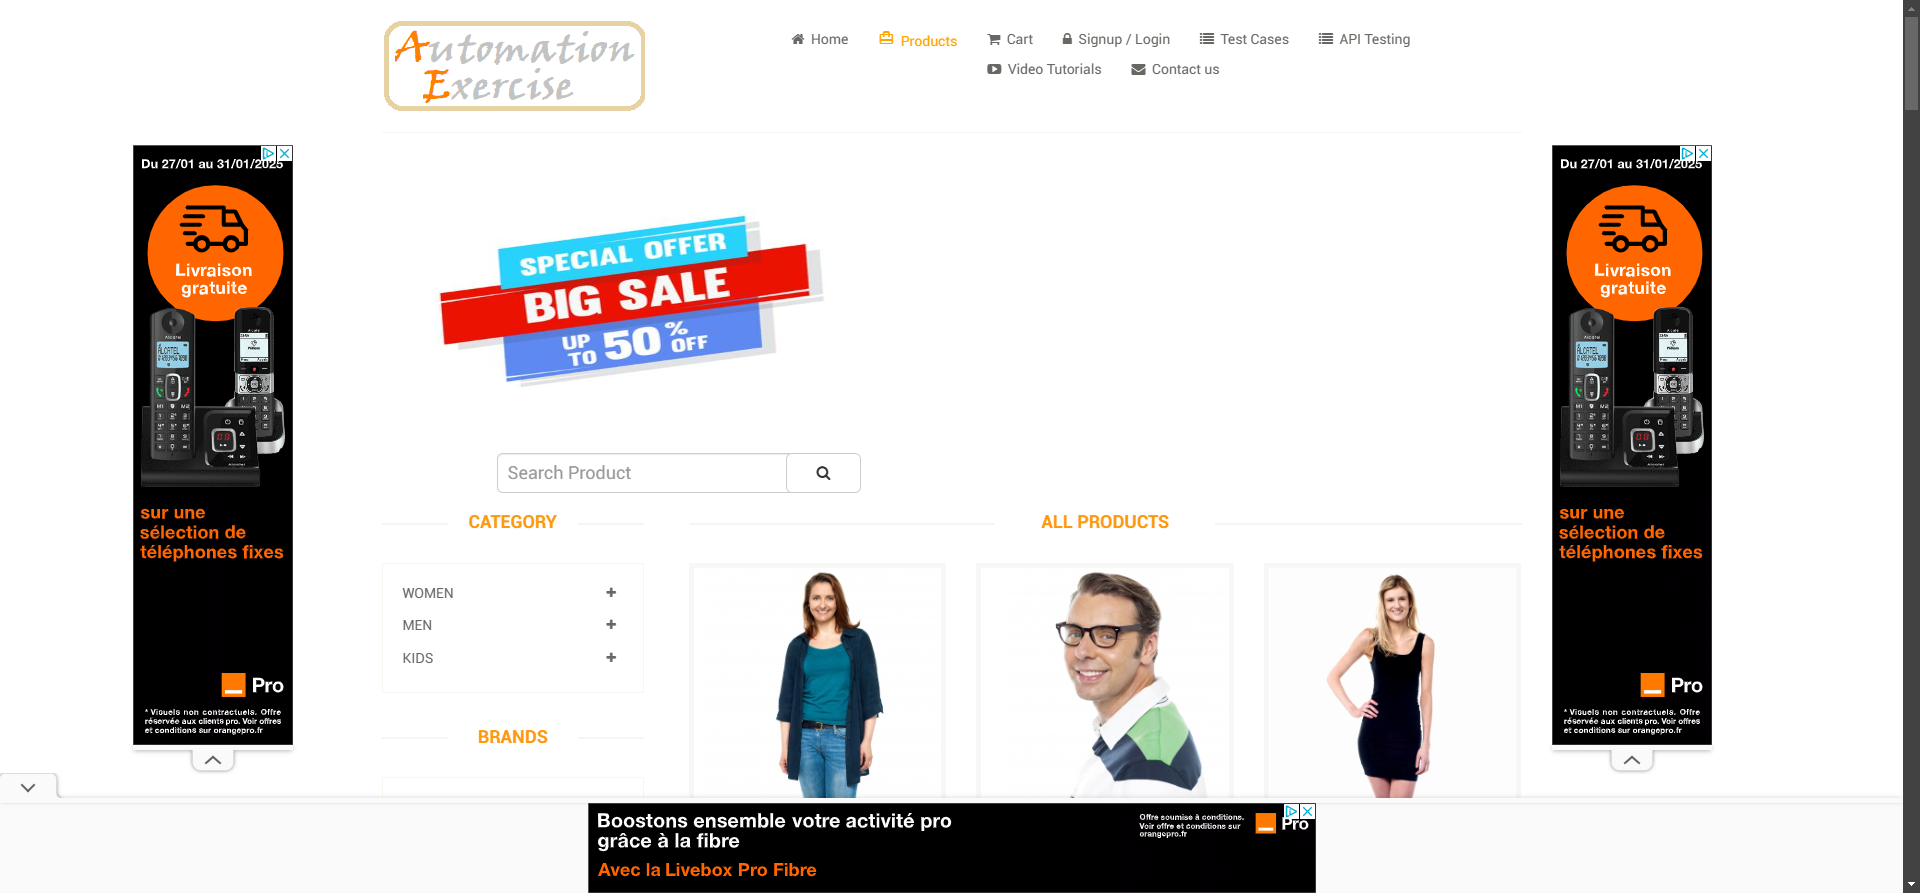 Automation
Exercise
Home
Products
Cart
Signup / Login
Test Cases
API Testing
Video Tutorials
Contact us
Du 27/01 au 31/01/2025
Livraison
gratuite
sur une
sélection de
téléphones fixes
Pro
* Visuels non contractuels. Offre
réservée aux clients pro. Voir offres
et conditions sur orangepro.fr
SPECIAL OFFER
BIG SALE
UP TO 50% OFF
Search Product
CATEGORY
WOMEN
MEN
KIDS
BRANDS
ALL PRODUCTS
Du 27/01 au 31/01/2025
Livraison
gratuite
sur une
sélection de
téléphones fixes
Pro
* Visuels non contractuels. Offre
réservée aux clients pro. Voir offres
et conditions sur orangepro.fr
Boostons ensemble votre activité pro
grâce à la fibre
Avec la Livebox Pro Fibre
Offre soumise à conditions.
Voir offre et conditions sur
orangepro.fr
Pro